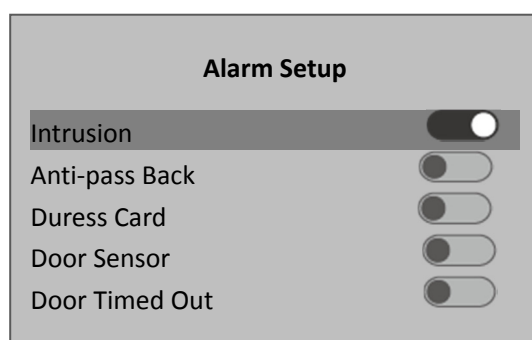 Alarm Setup
Intrusion
Anti-pass Back
Duress Card
Door Sensor
Door Timed Out